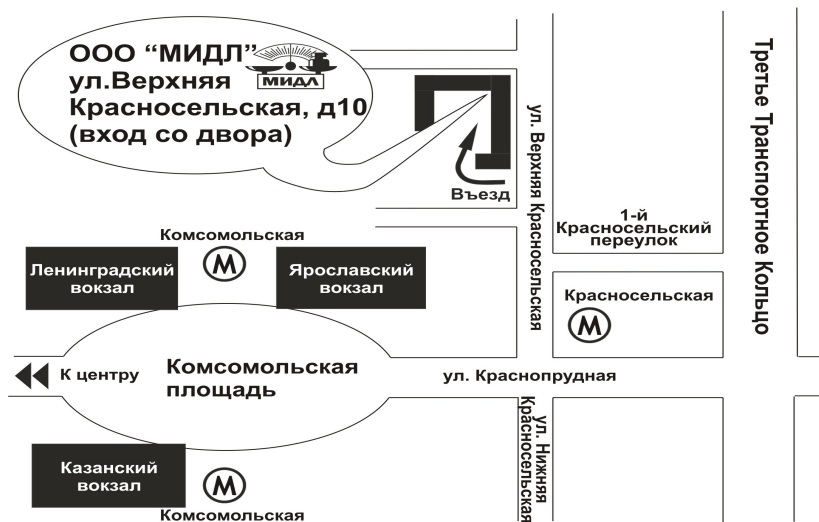 ООО “МИДЛ”
МИДЛ
ул.Верхняя
Красносельская, д10
(вход со двора)
Въезд
ул. Верхняя Красносельская
Третье Транспортное Кольцо
1-й
Красносельский
переулок
Комсомольская
М
Ленинградский
вокзал
Ярославский
вокзал
Красносельская
М
К центру
Комсомольская
площадь
ул. Краснопрудная
ул. Нижняя
Красносельская
Казанский
вокзал
М
Комсомольская